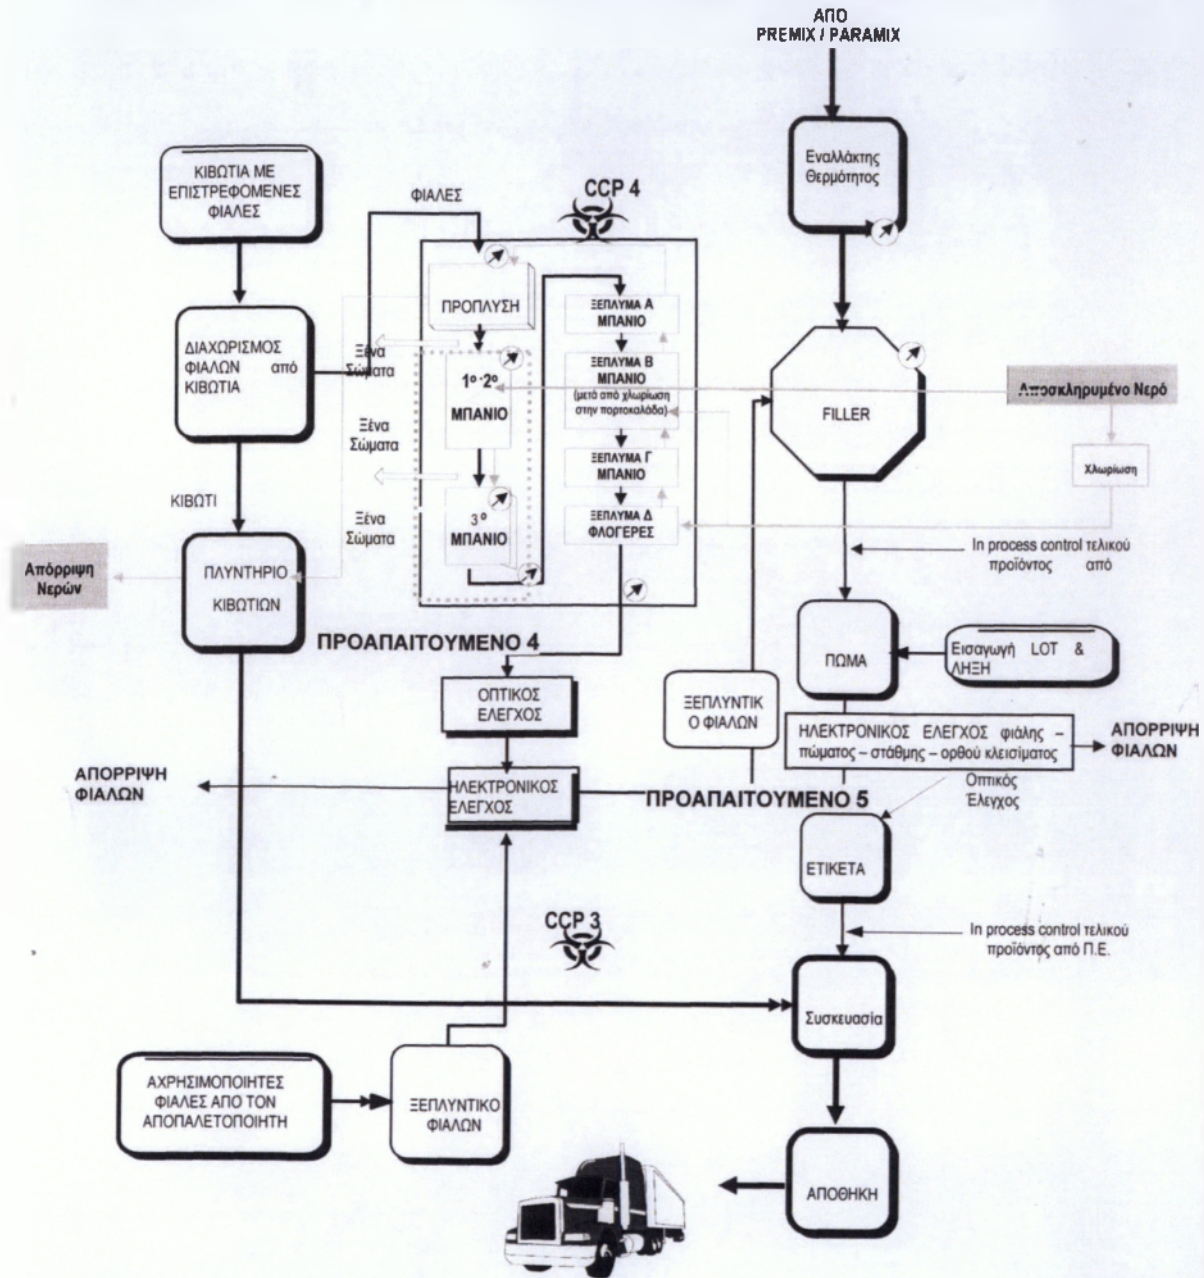 ΑΠΟ
PREMIX / PARAMIX
Εναλλάκτης
Θερμότητος
ΚΙΒΩΤΙΑ ΜΕ
ΕΠΙΣΤΡΕΦΟΜΕΝΕΣ
ΦΙΑΛΕΣ
ΦΙΑΛΕΣ
CCP 4
ΔΙΑΧΩΡΙΣΜΟΣ
ΦΙΑΛΩΝ από
ΚΙΒΩΤΙΑ
ΠΡΟΠΛΥΣΗ
Ξένα
Σώματα
1º-2º
ΜΠΑΝΙΟ
Ξένα
Σώματα
3º
ΜΠΑΝΙΟ
Ξένα
Σώματα
ΞΕΠΛΥΜΑ Α
ΜΠΑΝΙΟ
ΞΕΠΛΥΜΑ Β
ΜΠΑΝΙΟ
(μετά από χλωρίωση
στην πορτοκαλάδα)
ΞΕΠΛΥΜΑ Γ
ΜΠΑΝΙΟ
ΞΕΠΛΥΜΑ Δ
ΦΛΟΓΕΡΕΣ
FILLER
Αποσκληρυμένο Νερό
Χλωρίωση
ΚΙΒΩΤΙ
Απόρριψη
Νερών
ΠΛΥΝΤΗΡΙΟ
ΚΙΒΩΤΙΩΝ
In process control τελικού
προϊόντος από
ΠΡΟΑΠΑΙΤΟΥΜΕΝΟ 4
ΠΩΜΑ
Εισαγωγή LOT &
ΛΗΞΗ
ΟΠΤΙΚΟΣ
ΕΛΕΓΧΟΣ
ΞΕΠΛΥΝΤΙΚ
Ο ΦΙΑΛΩΝ
ΗΛΕΚΤΡΟΝΙΚΟΣ ΕΛΕΓΧΟΣ φιάλης –
πώματος – στάθμης – ορθού κλεισίματος
ΑΠΟΡΡΙΨΗ
ΦΙΑΛΩΝ
ΑΠΟΡΡΙΨΗ
ΦΙΑΛΩΝ
ΗΛΕΚΤΡΟΝΙΚΟΣ
ΕΛΕΓΧΟΣ
ΠΡΟΑΠΑΙΤΟΥΜΕΝΟ 5
Οπτικός
Έλεγχος
ΕΤΙΚΕΤΑ
CCP 3
In process control τελικού
προϊόντος από Π.Ε.
Συσκευασία
ΑΧΡΗΣΙΜΟΠΟΙΗΤΕΣ
ΦΙΑΛΕΣ ΑΠΟ ΤΟΝ
ΑΠΟΠΑΛΕΤΟΠΟΙΗΤΗ
ΞΕΠΛΥΝΤΙΚΟ
ΦΙΑΛΩΝ
ΑΠΟΘΗΚΗ